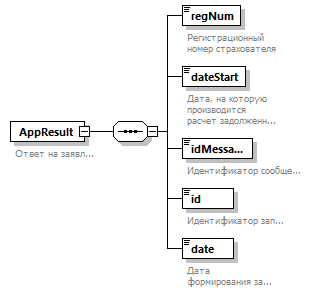 regNum
Регистрационный
номер страхователя
dateStart
Дата, на которую
производится
расчет задолженн...
AppResult
Ответ на заявл...
idMessa...
Идентификатор сообще...
id
Идентификатор зап...
date
Дата
формирования за...